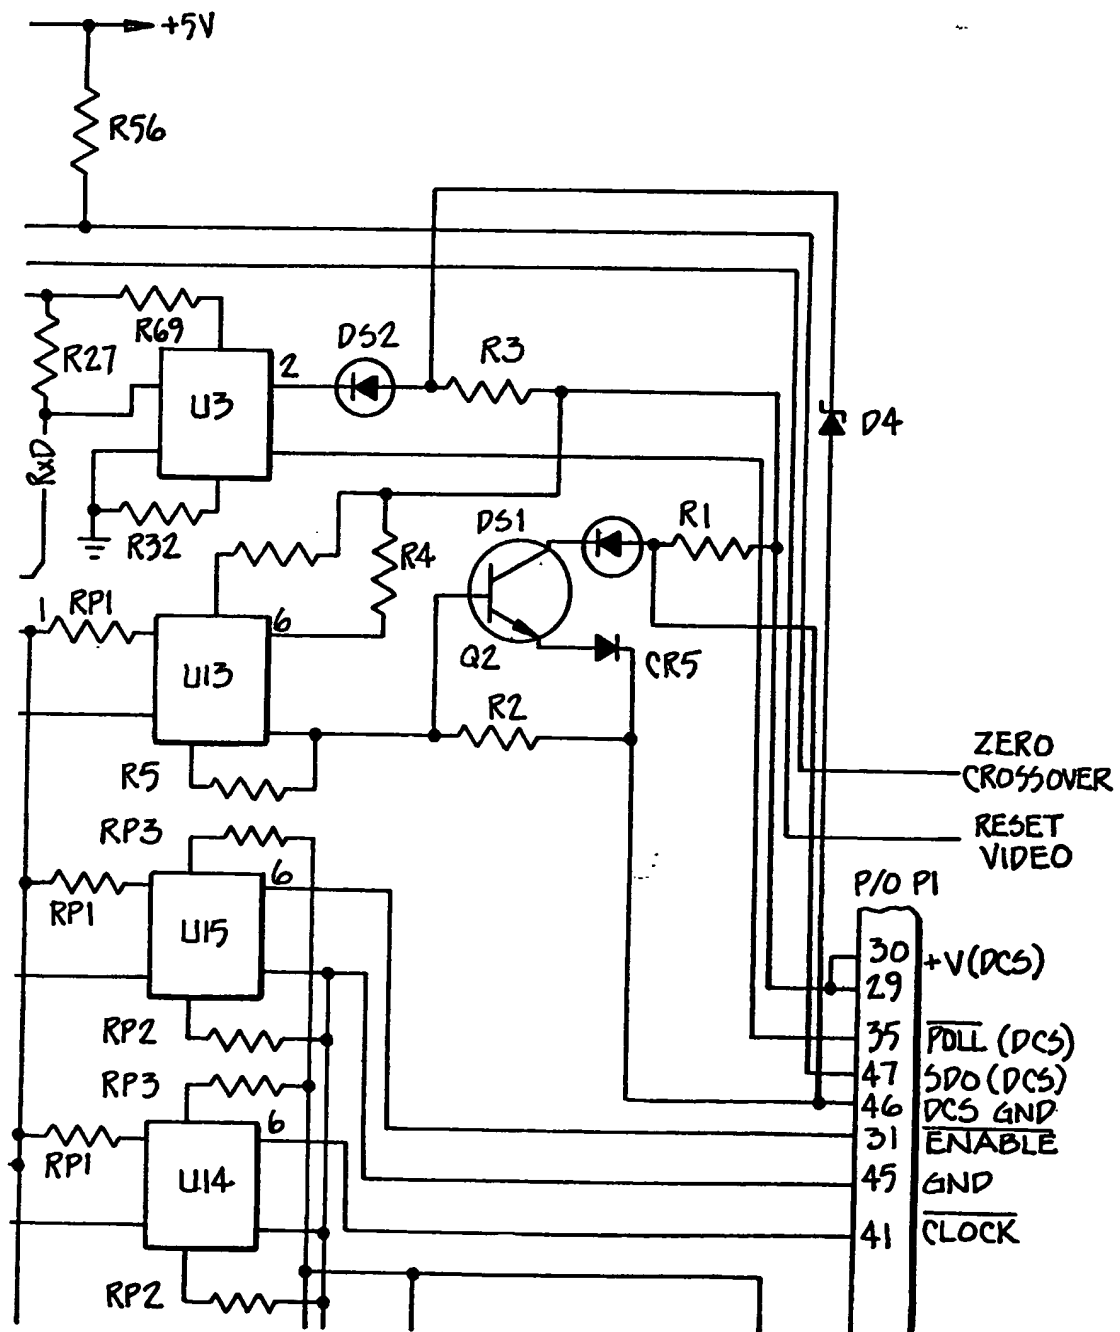 +5V
R56
R69
DS2
R3
R27
2
U3
D4
RxD
R32
DS1
R1
R4
1
RP1
6
U13
Q2
CR5
R2
R5
ZERO
CROSSOVER
RP3
RESET
VIDEO
6
P/O P1
RP1
U15
30
+V(DCS)
29
RP2
35
POLL (DCS)
RP3
47
SDO (DCS)
46
DCS GND
6
31
ENABLE
RP1
U14
45
GND
41
CLOCK
RP2